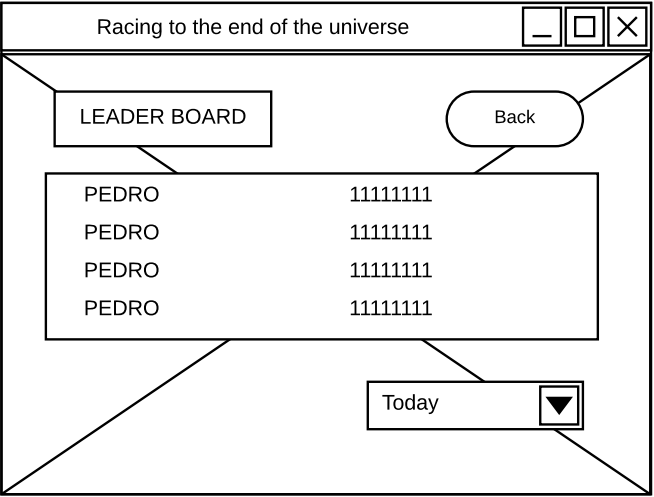 Racing to the end of the universe
LEADER BOARD
Back
PEDRO 11111111
PEDRO 11111111
PEDRO 11111111
PEDRO 11111111
Today